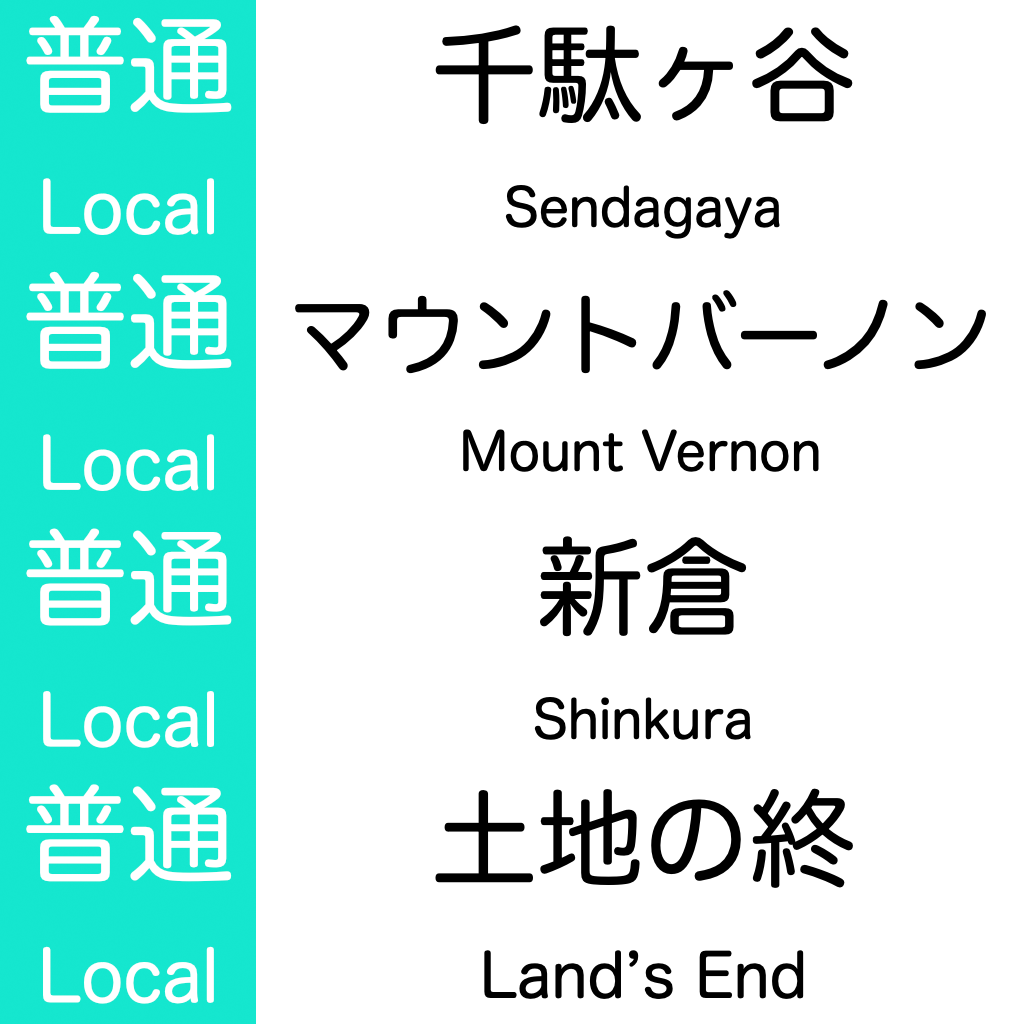 普通 千駄ヶ谷
Local Sendagaya
普通 マウントバーノン
Local Mount Vernon
普通 新倉
Local Shinkura
普通 土地の終
Local Land’s End